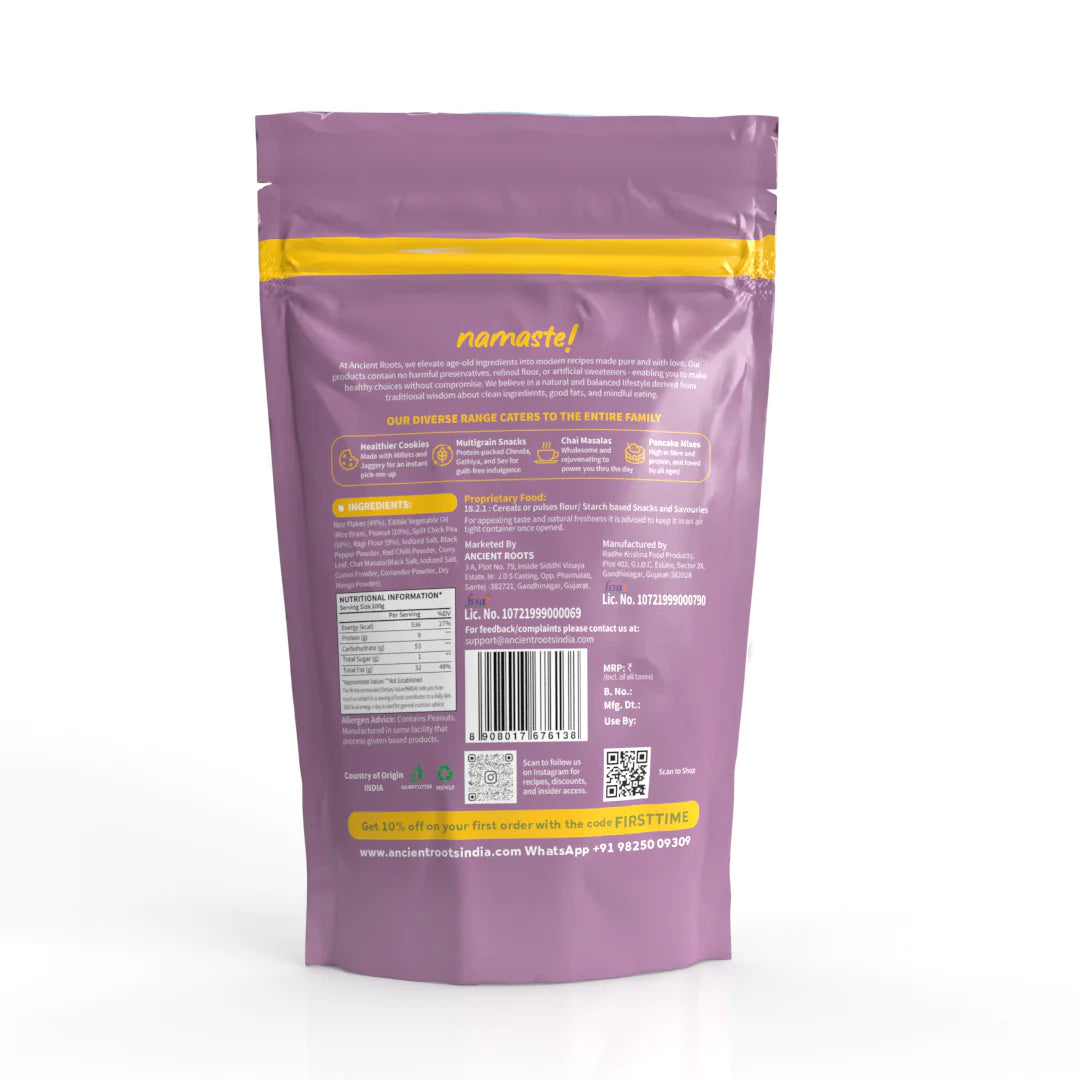 namaste!
At Ancient Roots, we elevate age-old ingredients into modern recipes made pure and with love. Our
products contain no harmful preservatives, refined flour, or artificial sweeteners - enabling you to make
healthy choices without compromise. We believe in a natural and balanced lifestyle derived from
traditional wisdom about clean ingredients, good fats, and mindful eating.
OUR DIVERSE RANGE CATERS TO THE ENTIRE FAMILY
Healthier Cookies
Made with Millets and
Jaggery for an instant
pick-me-up
Multigrain Snacks
Protein-packed Chevda,
Gathiya, and Sev for
guilt-free indulgence
Chai Masalas
Wholesome and
rejuvenating to
power you thru the day
Pancake Mixes
High in fibre and
protein, and loved
by all ages!
INGREDIENTS:
Rice Flakes (45%), Edible Vegetable Oil
(Rice Bran), Peanut (10%), Split Chick Pea
(10%), Ragi Flour (9%), Iodized Salt, Black
Pepper Powder, Red Chilli Powder, Curry
Leaf, Chat Masala(Black Salt, Iodized Salt,
Cumin Powder, Coriander Powder, Dry
Mango Powder).
NUTRITIONAL INFORMATION*
Serving Size 100g
Per Serving %DV
Energy (kcal) 536 27%
Protein (g) 9 **
Carbohydrate (g) 53 **
Total Sugar (g) 1 **
Total Fat (g) 32 48%
*Approximate Values **Not Established
Allergen Advice: Contains Peanuts.
Manufactured in same facility that
process gluten based products.
Country of Origin
INDIA
DO NOT LITTER
RECYCLE
Proprietary Food:
18.2.1 : Cereals or pulses flour/ Starch based Snacks and Savouries
For appealing taste and natural freshness it is advised to keep it in an air
tight container once opened.
Marketed By
ANCIENT ROOTS
3 A, Plot No. 79, Inside Siddhi Vinaya
Estate, Nr. J D S Casting, Opp. Pharmalab,
Santej -382721, Gandhinagar, Gujarat.
fssai
Lic. No. 10721999000069
Manufactured by
Radhe Krishna Food Products,
Plot 402, G.I.D.C. Estate, Sector 26,
Gandhinagar, Gujarat-382028
fssai
Lic. No. 10721999000790
For feedback/complaints please contact us at:
support@ancientrootsindia.com
8 908017 676138
MRP: ₹
(Incl. of all taxes)
B. No.:
Mfg. Dt.:
Use By:
Scan to follow us
on Instagram for
recipes, discounts,
and insider access.
Scan to Shop
Get 10% off on your first order with the code FIRSTTIME
www.ancientrootsindia.com WhatsApp +91 98250 09309